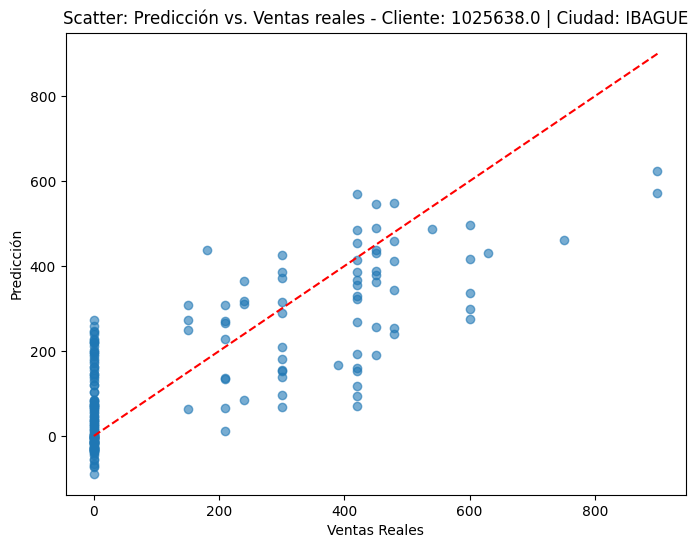 Scatter: Predicción vs. Ventas reales - Cliente: 1025638.0 | Ciudad: IBAGUE
Predicción
800
600
400
200
0
0 200 400 600 800
Ventas Reales